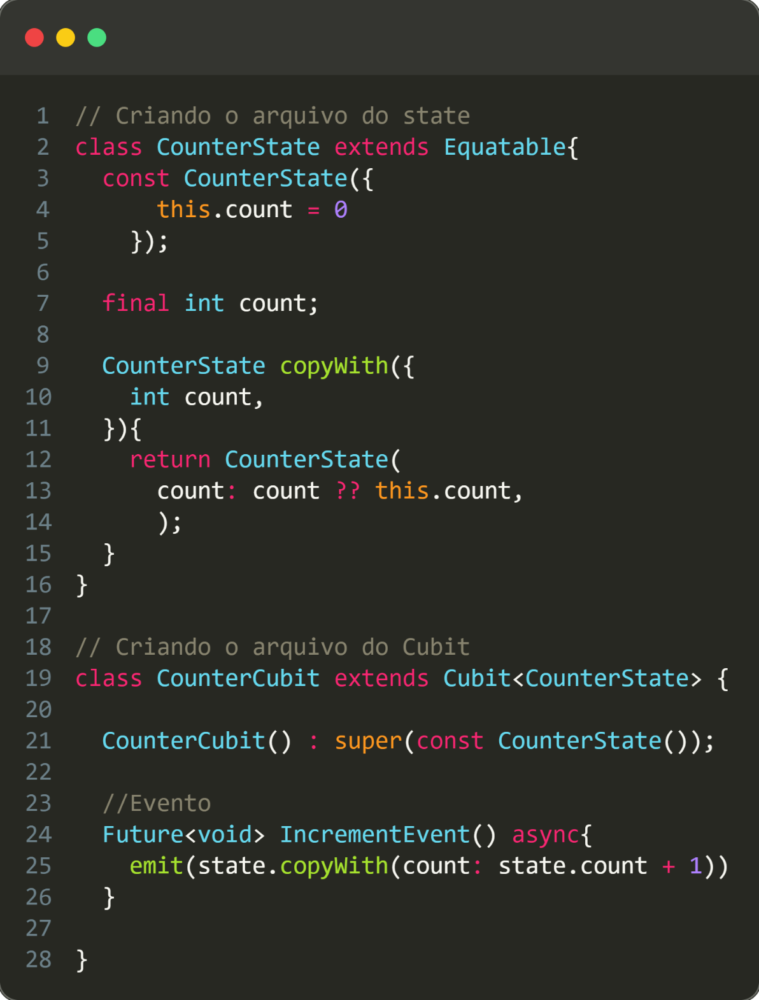 1 // Criando o arquivo do state
2 class CounterState extends Equatable{
3   const CounterState({
4       this.count = 0
5     });
6
7   final int count;
8
9   CounterState copyWith({
10     int count,
11   }){
12     return CounterState(
13       count: count ?? this.count,
14       );
15   }
16 }
17
18 // Criando o arquivo do Cubit
19 class CounterCubit extends Cubit<CounterState> {
20
21   CounterCubit() : super(const CounterState());
22
23   //Evento
24   Future<void> IncrementEvent() async{
25     emit(state.copyWith(count: state.count + 1))
26   }
27
28 }